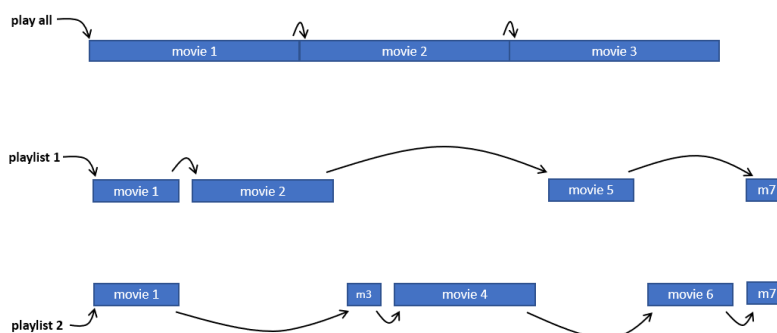 play all
movie 1 movie 2 movie 3
playlist 1
movie 1 movie 2 movie 5 m7
movie 1 m3 movie 4 movie 6 m7
playlist 2